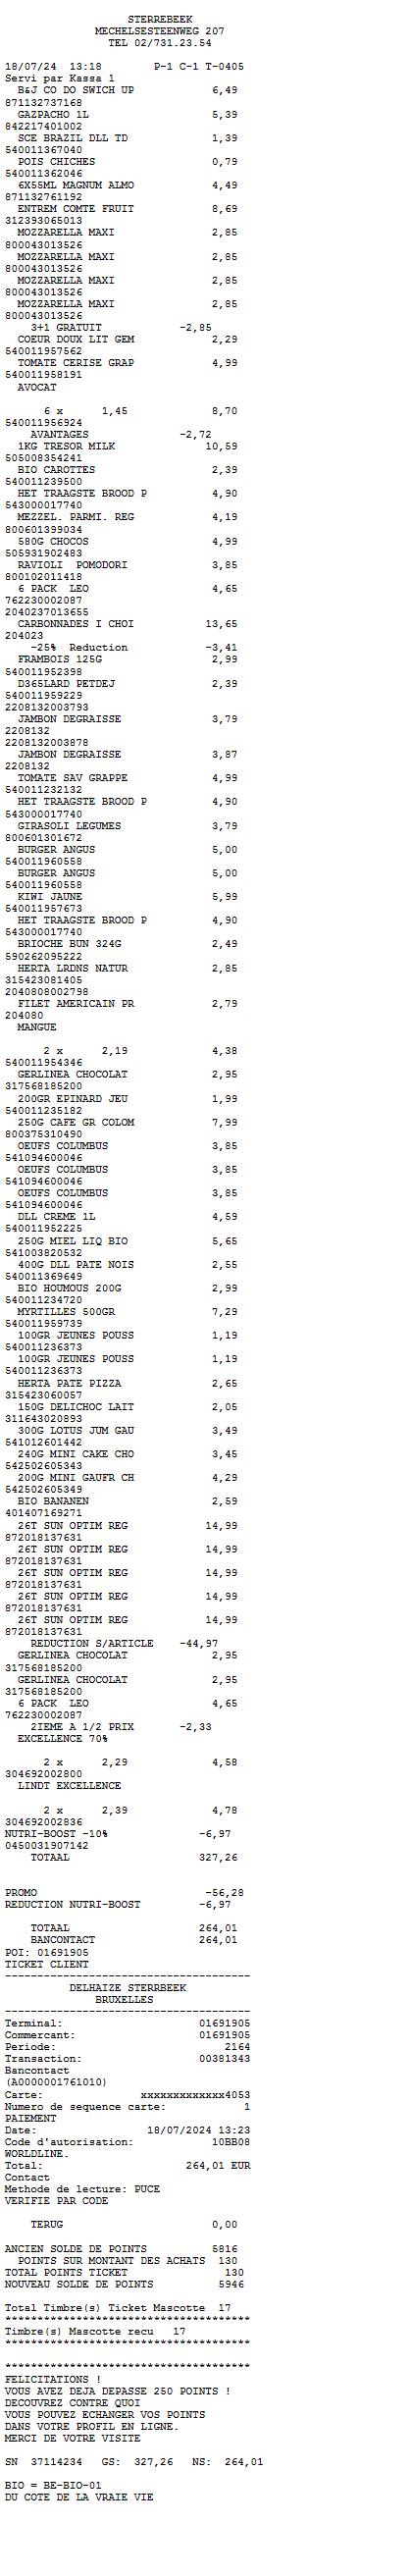 STERREBEEK
MECHELSESTEENWEG 207
TEL 02/731.23.54
18/07/24 13:18 P-1 C-1 T-0405
Servi par Kassa 1
B&J CO DO SWICH UP 6,49
871132737168
GAZPACHO 1L 5,39
842217401002
SCE BRAZIL DLL TD 1,39
540011367040
POIS CHICHES 0,79
540011362046
6X55ML MAGNUM ALMO 4,49
871132761192
ENTREM COMTE FRUIT 8,69
312393065013
MOZZARELLA MAXI 2,85
800043013526
MOZZARELLA MAXI 2,85
800043013526
MOZZARELLA MAXI 2,85
800043013526
MOZZARELLA MAXI 2,85
800043013526
3+1 GRATUIT -2,85
COEUR DOUX LIT GEM 2,29
540011957562
TOMATE CERISE GRAP 4,99
540011958191
AVOCAT
6 x 1,45 8,70
540011956924
AVANTAGES -2,72
1KG TRESOR MILK 10,59
505008354241
BIO CAROTTES 2,39
540011239500
HET TRAAGSTE BROOD P 4,90
543000017740
MEZZEL. PARMI. REG 4,19
800601399034
580G CHOCOS 4,99
505931902483
RAVIOLI POMODORI 3,85
800102011418
6 PACK LEO 4,65
762230002087
2040237013655
CARBONNADES I CHOI 13,65
204023
-25% Reduction -3,41
FRAMBOIS 125G 2,99
540011952398
D365LARD PETDEJ 2,39
540011959229
2208132003793
JAMBON DEGRAISSE 3,79
2208132
2208132003878
JAMBON DEGRAISSE 3,87
2208132
TOMATE SAV GRAPPE 4,99
540011232132
HET TRAAGSTE BROOD P 4,90
543000017740
GIRASOLI LEGUMES 3,79
800601301672
BURGER ANGUS 5,00
540011960558
BURGER ANGUS 5,00
540011960558
KIWI JAUNE 5,99
540011957673
HET TRAAGSTE BROOD P 4,90
543000017740
BRIOCHE BUN 324G 2,49
590262095222
HERTA LRDNS NATUR 2,85
315423081405
2040808002798
FILET AMERICAIN PR 2,79
204080
MANGUE
2 x 2,19 4,38
540011954346
GERLINEA CHOCOLAT 2,95
317568185200
200GR EPINARD JEU 1,99
540011235182
250G CAFE GR COLOM 7,99
800375310490
OEUFS COLUMBUS 3,85
541094600046
OEUFS COLUMBUS 3,85
541094600046
OEUFS COLUMBUS 3,85
541094600046
DLL CREME 1L 4,59
540011952225
250G MIEL LIQ BIO 5,65
541003820532
400G DLL PATE NOIS 2,55
540011369649
BIO HOUMOUS 200G 2,99
540011234720
MYRTILLES 500GR 7,29
540011959739
100GR JEUNES POUSS 1,19
540011236373
100GR JEUNES POUSS 1,19
540011236373
HERTA PATE PIZZA 2,65
315423060057
150G DELICHOC LAIT 2,05
311643020893
300G LOTUS JUM GAU 3,49
541012601442
240G MINI CAKE CHO 3,45
542502605343
200G MINI GAUFR CH 4,29
542502605349
BIO BANANEN 2,59
401407169271
26T SUN OPTIM REG 14,99
872018137631
26T SUN OPTIM REG 14,99
872018137631
26T SUN OPTIM REG 14,99
872018137631
26T SUN OPTIM REG 14,99
872018137631
26T SUN OPTIM REG 14,99
872018137631
REDUCTION S/ARTICLE -44,97
GERLINEA CHOCOLAT 2,95
317568185200
GERLINEA CHOCOLAT 2,95
317568185200
6 PACK LEO 4,65
762230002087
2IEME A 1/2 PRIX -2,33
EXCELLENCE 70%
2 x 2,29 4,58
304692002800
LINDT EXCELLENCE
2 x 2,39 4,78
304692002836
NUTRI-BOOST -10% -6,97
0450031907142
TOTAAL 327,26
PROMO -56,28
REDUCTION NUTRI-BOOST -6,97
TOTAAL 264,01
BANCONTACT 264,01
POI: 01691905
TICKET CLIENT
--------------------------------------
DELHAIZE STERRBEEK
BRUXELLES
--------------------------------------
Terminal: 01691905
Commercant: 01691905
Periode: 2164
Transaction: 00381343
Bancontact
(A0000001761010)
Carte: xxxxxxxxxxxxx4053
Numero de sequence carte: 1
PAIEMENT
Date: 18/07/2024 13:23
Code d'autorisation: 10BB08
WORLDLINE.
Total: 264,01 EUR
Contact
Methode de lecture: PUCE
VERIFIE PAR CODE
TERUG 0,00
ANCIEN SOLDE DE POINTS 5816
POINTS SUR MONTANT DES ACHATS 130
TOTAL POINTS TICKET 130
NOUVEAU SOLDE DE POINTS 5946
Total Timbre(s) Ticket Mascotte 17
**************************************
Timbre(s) Mascotte recu 17
**************************************
**************************************
FELICITATIONS !
VOUS AVEZ DEJA DEPASSE 250 POINTS !
DECOUVREZ CONTRE QUOI
VOUS POUVEZ ECHANGER VOS POINTS
DANS VOTRE PROFIL EN LIGNE.
MERCI DE VOTRE VISITE
SN 37114234 GS: 327,26 NS: 264,01
BIO = BE-BIO-01
DU COTE DE LA VRAIE VIE